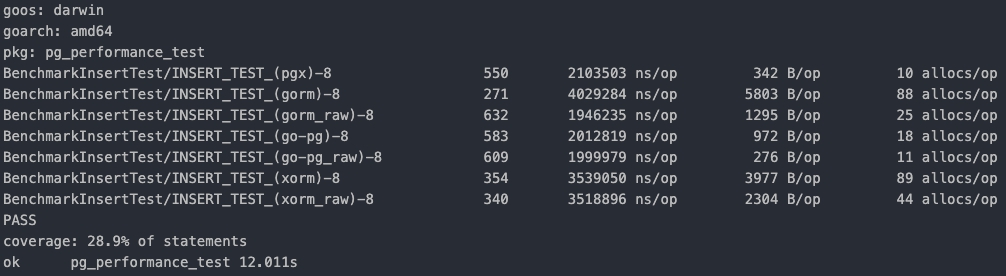 goos: darwin
goarch: amd64
pkg: pg_performance_test
BenchmarkInsertTest/INSERT_TEST_(pgx)-8 550 2103503 ns/op 342 B/op 10 allocs/op
BenchmarkInsertTest/INSERT_TEST_(gorm)-8 271 4029284 ns/op 5803 B/op 88 allocs/op
BenchmarkInsertTest/INSERT_TEST_(gorm_raw)-8 632 1946235 ns/op 1295 B/op 25 allocs/op
BenchmarkInsertTest/INSERT_TEST_(go-pg)-8 583 2012819 ns/op 972 B/op 18 allocs/op
BenchmarkInsertTest/INSERT_TEST_(go-pg_raw)-8 609 1999979 ns/op 276 B/op 11 allocs/op
BenchmarkInsertTest/INSERT_TEST_(xorm)-8 354 3539050 ns/op 3977 B/op 89 allocs/op
BenchmarkInsertTest/INSERT_TEST_(xorm_raw)-8 340 3518896 ns/op 2304 B/op 44 allocs/op
PASS
coverage: 28.9% of statements
ok pg_performance_test 12.011s